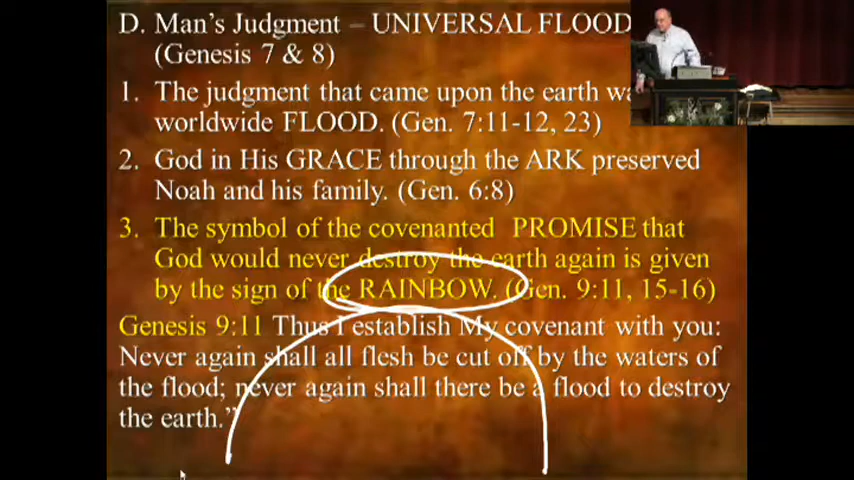 D. Man's Judgment – UNIVERSAL FLOOD
(Genesis 7 & 8)
1. The judgment that came upon the earth
worldwide FLOOD. (Gen. 7:11-12, 23)
2. God in His GRACE through the ARK preserved
Noah and his family. (Gen. 6:8)
3. The symbol of the covenanted PROMISE that
God would never destroy the earth again is given
by the sign of the RAINBOW. (Gen. 9:11, 15-16)
Genesis 9:11 Thus I establish My covenant with you:
Never again shall all flesh be cut off by the waters of
the flood; never again shall there be a flood to destroy
the earth.”